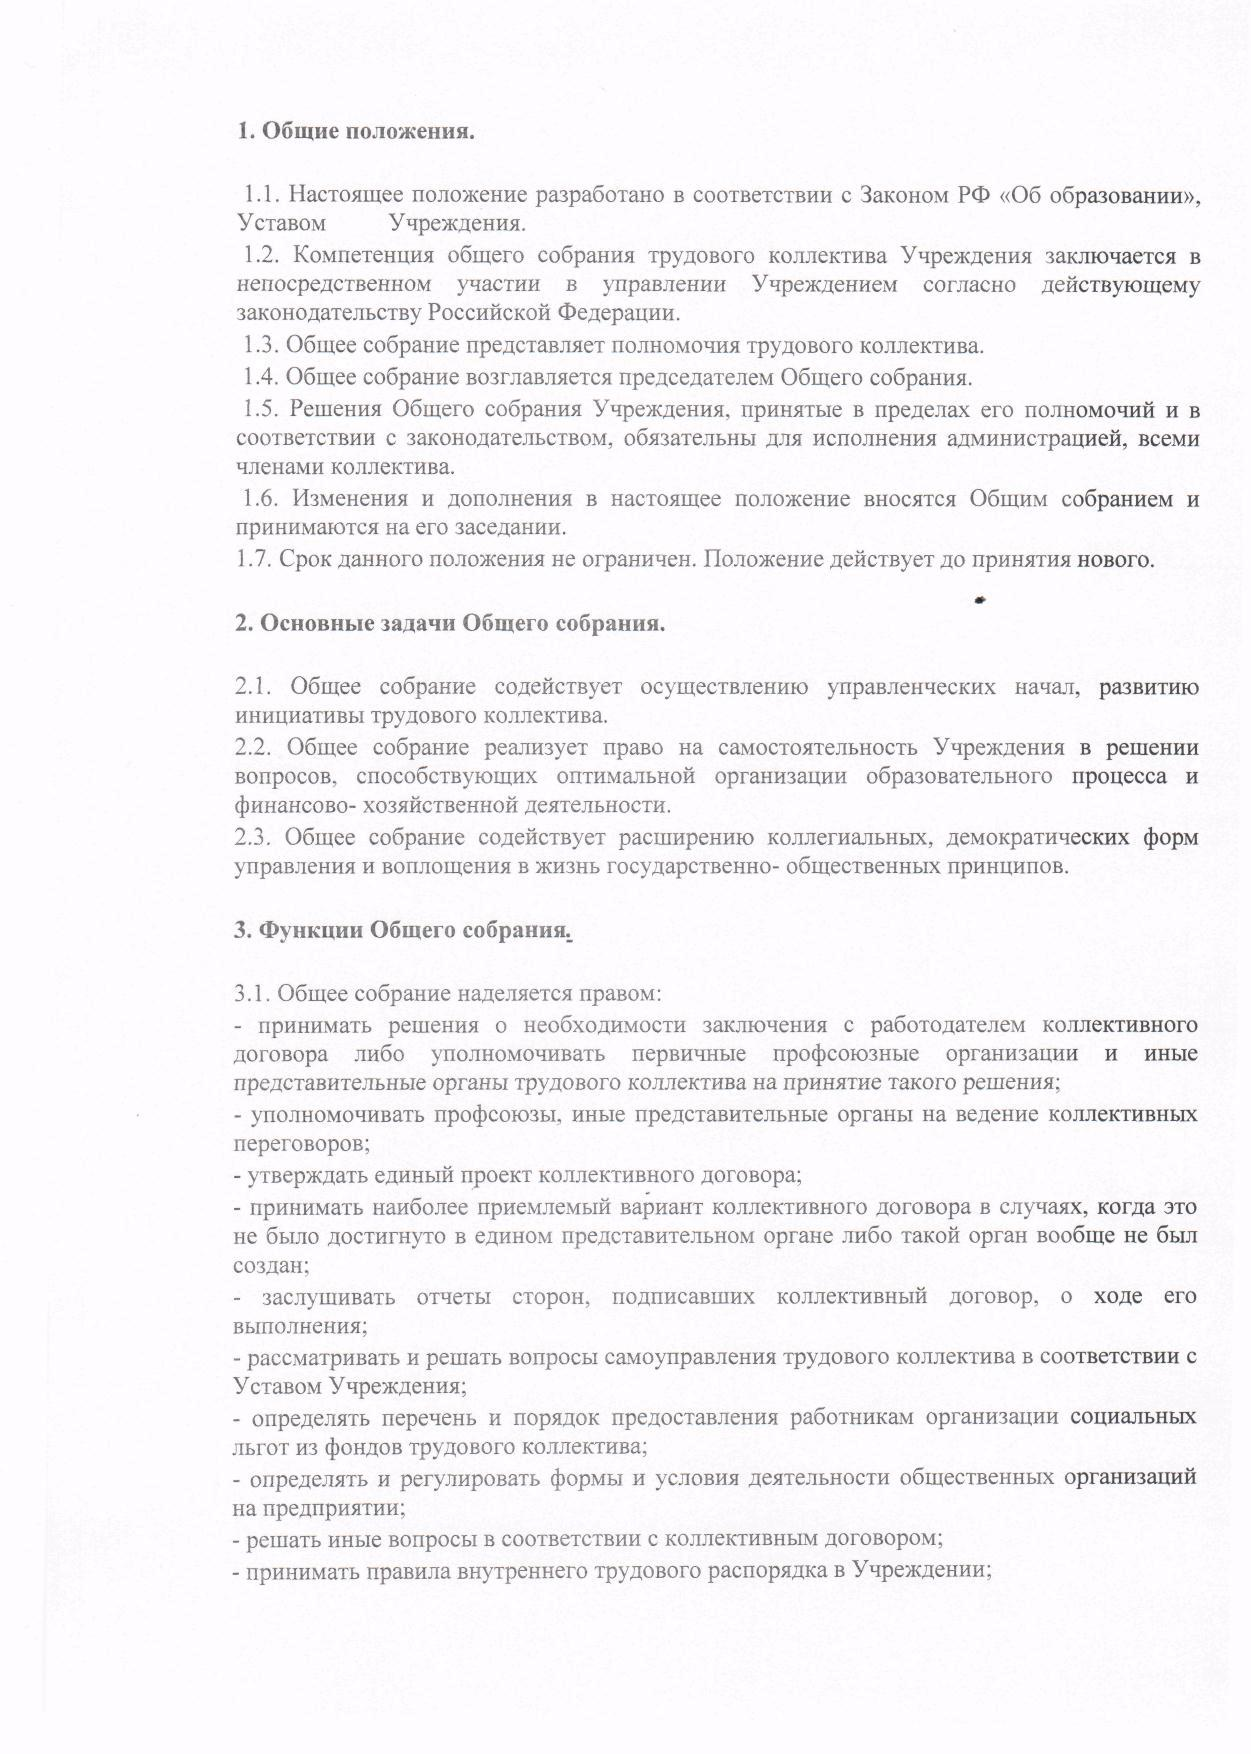 1. Общие положения.
1.1. Настоящее положение разработано в соответствии с Законом РФ «Об образовании»,
Уставом Учреждения.
1.2. Компетенция общего собрания трудового коллектива Учреждения заключается в
непосредственном участии в управлении Учреждением согласно действующему
законодательству Российской Федерации.
1.3. Общее собрание представляет полномочия трудового коллектива.
1.4. Общее собрание возглавляется председателем Общего собрания.
1.5. Решения Общего собрания Учреждения, принятые в пределах его полномочий и в
соответствии с законодательством, обязательны для исполнения администрацией, всеми
членами коллектива.
1.6. Изменения и дополнения в настоящее положение вносятся Общим собранием и
принимаются на его заседании.
1.7. Срок данного положения не ограничен. Положение действует до принятия нового.
2. Основные задачи Общего собрания.
2.1. Общее собрание содействует осуществлению управленческих начал, развитию
инициативы трудового коллектива.
2.2. Общее собрание реализует право на самостоятельность Учреждения в решении
вопросов, способствующих оптимальной организации образовательного процесса и
финансово- хозяйственной деятельности.
2.3. Общее собрание содействует расширению коллегиальных, демократических форм
управления и воплощения в жизнь государственно- общественных принципов.
3. Функции Общего собрания.
3.1. Общее собрание наделяется правом:
- принимать решения о необходимости заключения с работодателем коллективного
договора либо уполномочивать первичные профсоюзные организации и иные
представительные органы трудового коллектива на принятие такого решения;
- уполномочивать профсоюзы, иные представительные органы на ведение коллективных
переговоров;
- утверждать единый проект коллективного договора;
- принимать наиболее приемлемый вариант коллективного договора в случаях, когда это
не было достигнуто в едином представительном органе либо такой орган вообще не был
создан;
- заслушивать отчеты сторон, подписавших коллективный договор, о ходе его
выполнения;
- рассматривать и решать вопросы самоуправления трудового коллектива в соответствии с
Уставом Учреждения;
- определять перечень и порядок предоставления работникам организации социальных
льгот из фондов трудового коллектива;
- определять и регулировать формы и условия деятельности общественных организаций
на предприятии;
- решать иные вопросы в соответствии с коллективным договором;
- принимать правила внутреннего трудового распорядка в Учреждении;